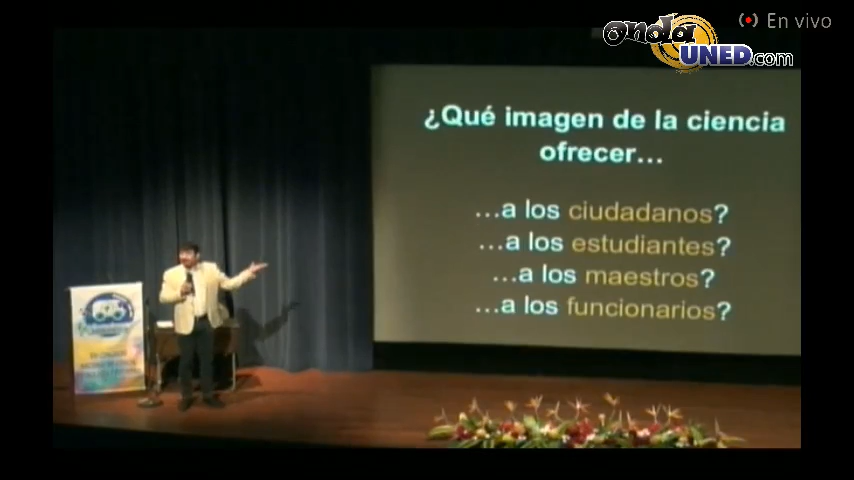 En vivo
onda
UNED.com
¿Qué imagen de la ciencia
ofrecer...
...a los ciudadanos?
...a los estudiantes?
...a los maestros?
...a los funcionarios?